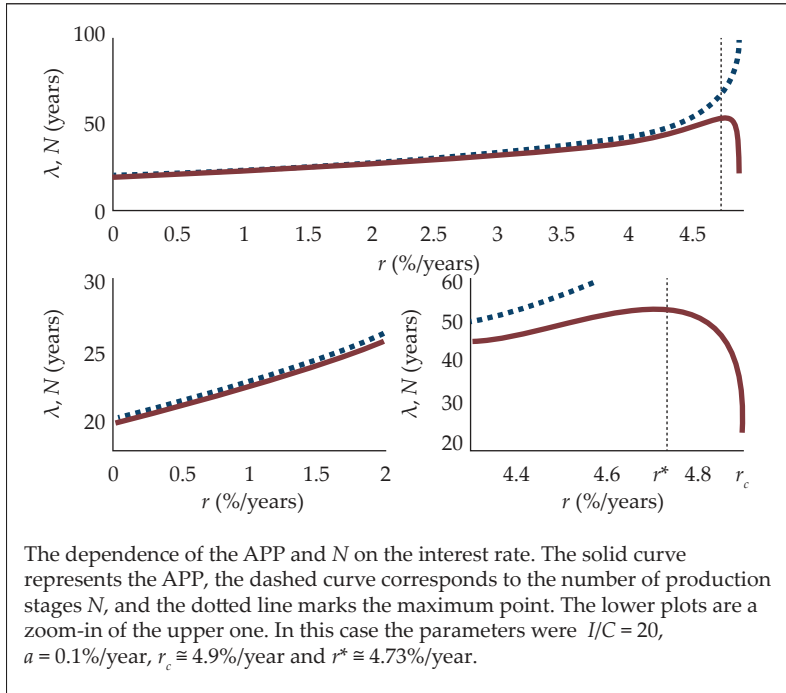 100
50
0
λ, N (years)
0 0.5 1 1.5 2 2.5 3 3.5 4 4.5
r (%/years)
30
25
20
λ, N (years)
0 0.5 1 1.5 2
r (%/years)
60
50
40
30
20
λ, N (years)
4.4 4.6 r* 4.8 r_c
r (%/years)
The dependence of the APP and N on the interest rate. The solid curve
represents the APP, the dashed curve corresponds to the number of production
stages N, and the dotted line marks the maximum point. The lower plots are a
zoom-in of the upper one. In this case the parameters were I/C = 20,
a = 0.1%/year, r_c ≅ 4.9%/year and r* ≅ 4.73%/year.